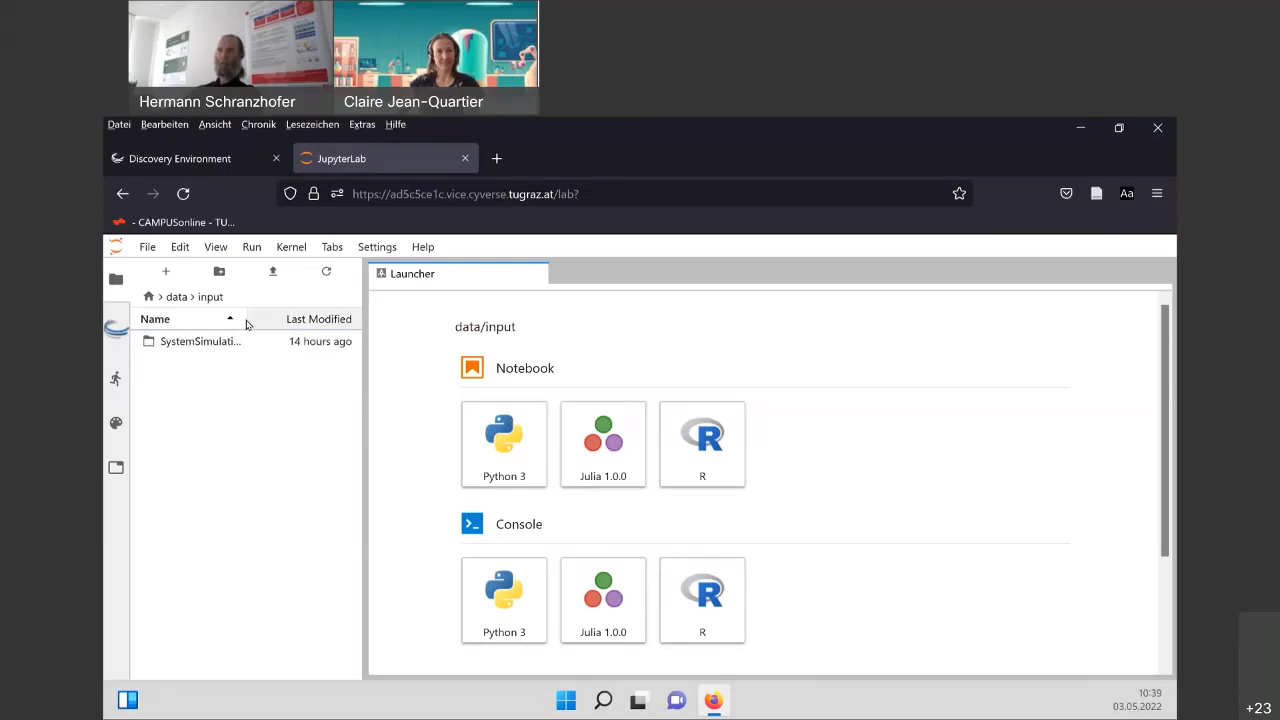 Hermann Schranzhofer
Claire Jean-Quartier
Datei Bearbeiten Ansicht Chronik Lesezeichen Extras Hilfe
Discovery Environment
JupyterLab
https://ad5c5ce1c.vice.cyverse.tugraz.at/lab?
Aa
- CAMPUSonline - TU...
File Edit View Run Kernel Tabs Settings Help
Launcher
> data > input
Name Last Modified
SystemSimulati... 14 hours ago
data/input
Notebook
Python 3
Julia 1.0.0
R
Console
Python 3
Julia 1.0.0
R
10:39
03.05.2022
+23